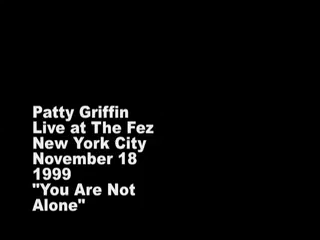 Patty Griffin
Live at The Fez
New York City
November 18
1999
"You Are Not
Alone"